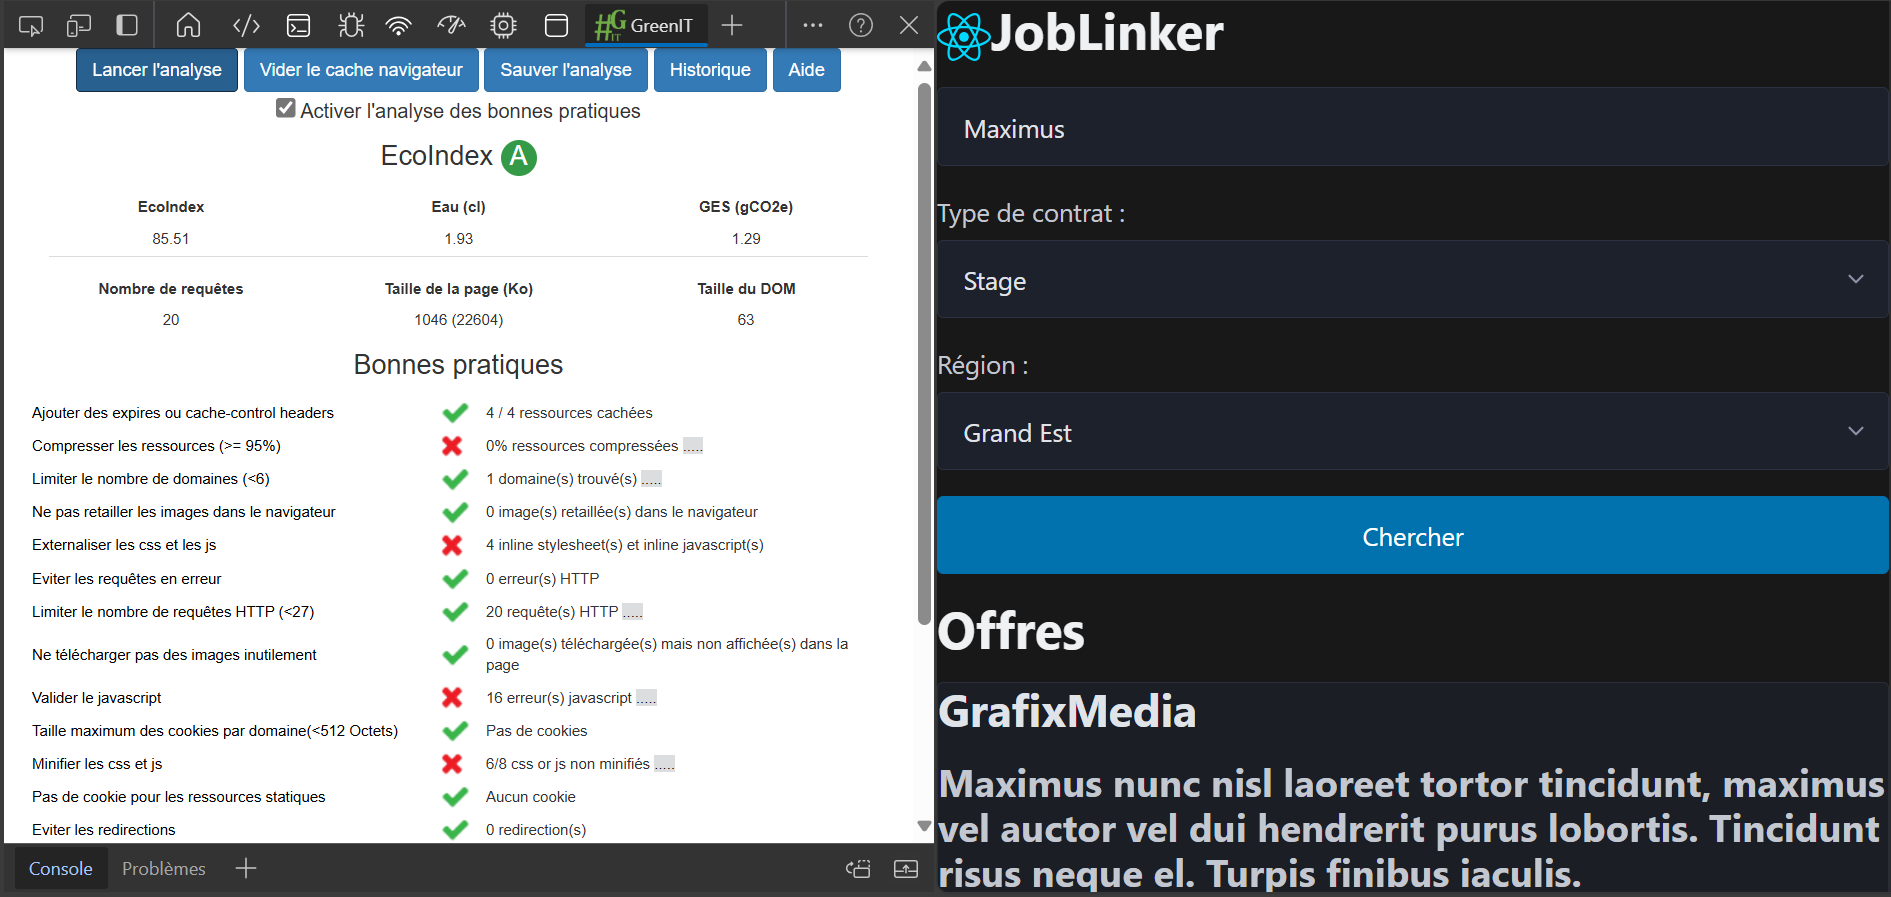 GreenIT
Lancer l'analyse
Vider le cache navigateur
Sauver l'analyse
Historique
Aide
Activer l'analyse des bonnes pratiques
EcoIndex A
EcoIndex Eau (cl) GES (gCO2e)
85.51 1.93 1.29
Nombre de requêtes Taille de la page (Ko) Taille du DOM
20 1046 (22604) 63
Bonnes pratiques
Ajouter des expires ou cache-control headers 4 / 4 ressources cachées
Compresser les ressources (>= 95%) 0% ressources compressées .....
Limiter le nombre de domaines (<6) 1 domaine(s) trouvé(s) .....
Ne pas retailler les images dans le navigateur 0 image(s) retaillée(s) dans le navigateur
Externaliser les css et les js 4 inline stylesheet(s) et inline javascript(s)
Eviter les requêtes en erreur 0 erreur(s) HTTP
Limiter le nombre de requêtes HTTP (<27) 20 requête(s) HTTP .....
Ne télécharger pas des images inutilement 0 image(s) téléchargée(s) mais non affichée(s) dans la
page
Valider le javascript 16 erreur(s) javascript .....
Taille maximum des cookies par domaine(<512 Octets) Pas de cookies
Minifier les css et js 6/8 css or js non minifiés .....
Pas de cookie pour les ressources statiques Aucun cookie
Eviter les redirections 0 redirection(s)
Console Problèmes
JobLinker
Maximus
Type de contrat :
Stage
Région :
Grand Est
Chercher
Offres
GrafixMedia
Maximus nunc nisl laoreet tortor tincidunt, maximus
vel auctor vel dui hendrerit purus lobortis. Tincidunt
risus neque el. Turpis finibus iaculis.